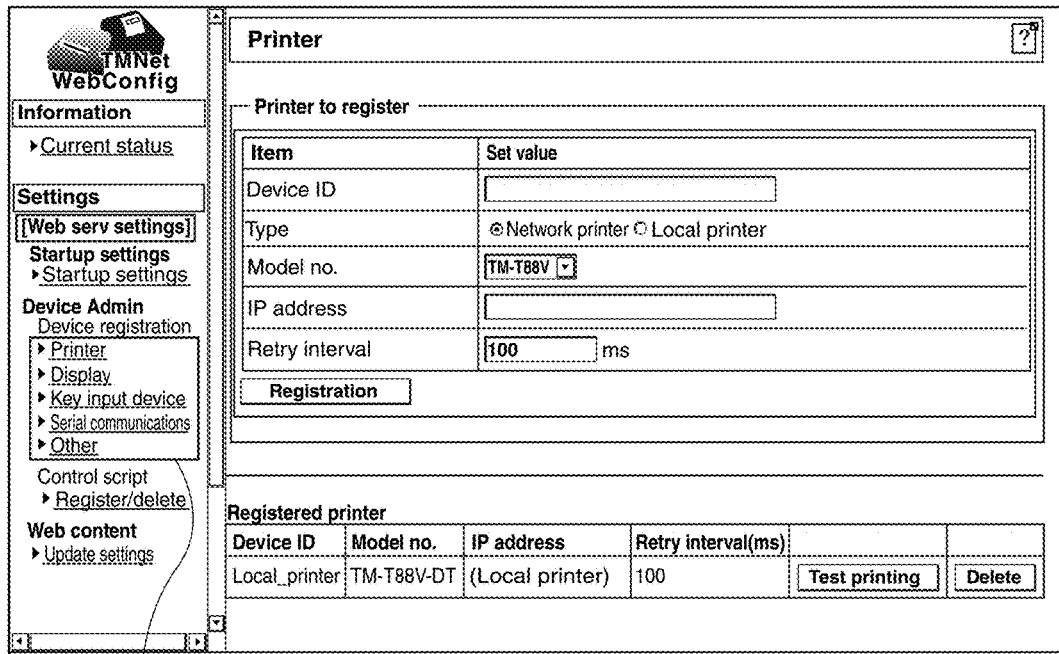 TMNet
WebConfig
Information
Current status
Settings
[Web serv settings]
Startup settings
Startup settings
Device Admin
Device registration
Printer
Display
Key input device
Serial communications
Other
Control script
Register/delete
Web content
Update settings
Printer ?
Printer to register
Item Set value
Device ID
Type Network printer Local printer
Model no. TM-T88V
IP address
Retry interval 100 ms
Registration
Registered printer
Device ID Model no. IP address Retry interval(ms)
Local_printer TM-T88V-DT (Local printer) 100 Test printing Delete